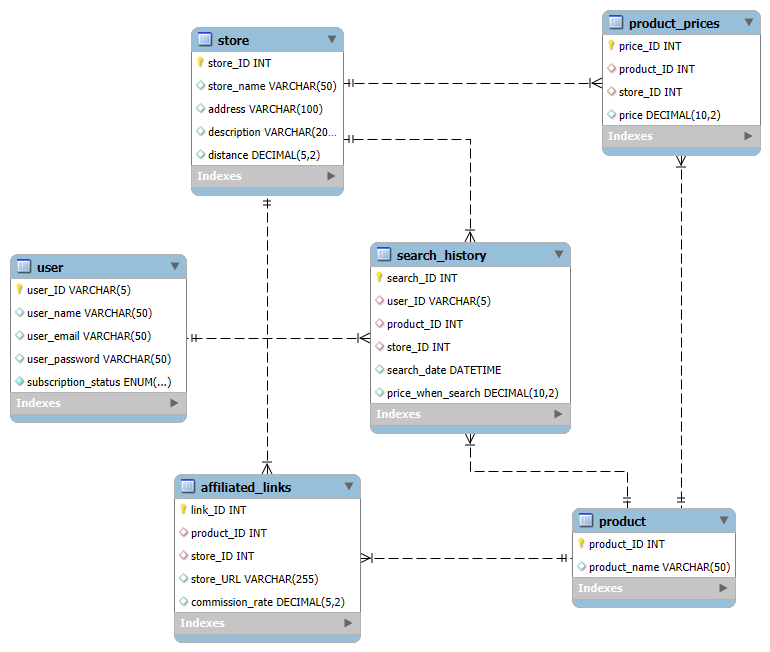 store
store_ID INT
store_name VARCHAR(50)
address VARCHAR(100)
description VARCHAR(20...
distance DECIMAL(5,2)
Indexes
product_prices
price_ID INT
product_ID INT
store_ID INT
price DECIMAL(10,2)
Indexes
user
user_ID VARCHAR(5)
user_name VARCHAR(50)
user_email VARCHAR(50)
user_password VARCHAR(50)
subscription_status ENUM(...)
Indexes
search_history
search_ID INT
user_ID VARCHAR(5)
product_ID INT
store_ID INT
search_date DATETIME
price_when_search DECIMAL(10,2)
Indexes
affiliated_links
link_ID INT
product_ID INT
store_ID INT
store_URL VARCHAR(255)
commission_rate DECIMAL(5,2)
Indexes
product
product_ID INT
product_name VARCHAR(50)
Indexes